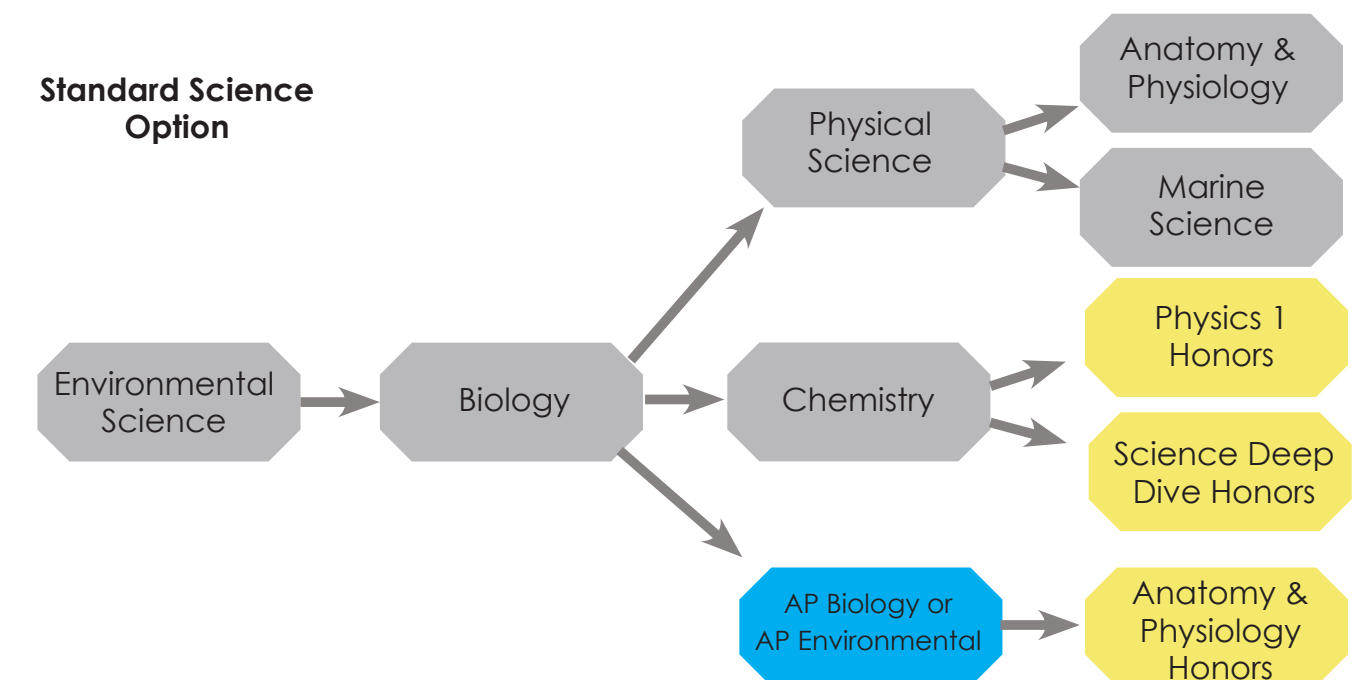 Standard Science
Option
Environmental
Science
Biology
Physical
Science
Anatomy &
Physiology
Marine
Science
Chemistry
Physics 1
Honors
Science Deep
Dive Honors
AP Biology or
AP Environmental
Anatomy &
Physiology
Honors